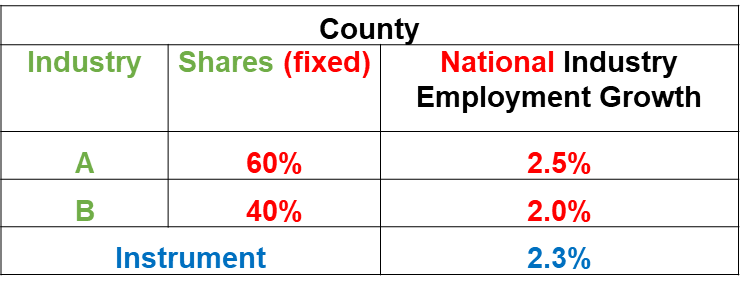 County
Industry Shares (fixed) National Industry
Employment Growth
A 60% 2.5%
B 40% 2.0%
Instrument 2.3%